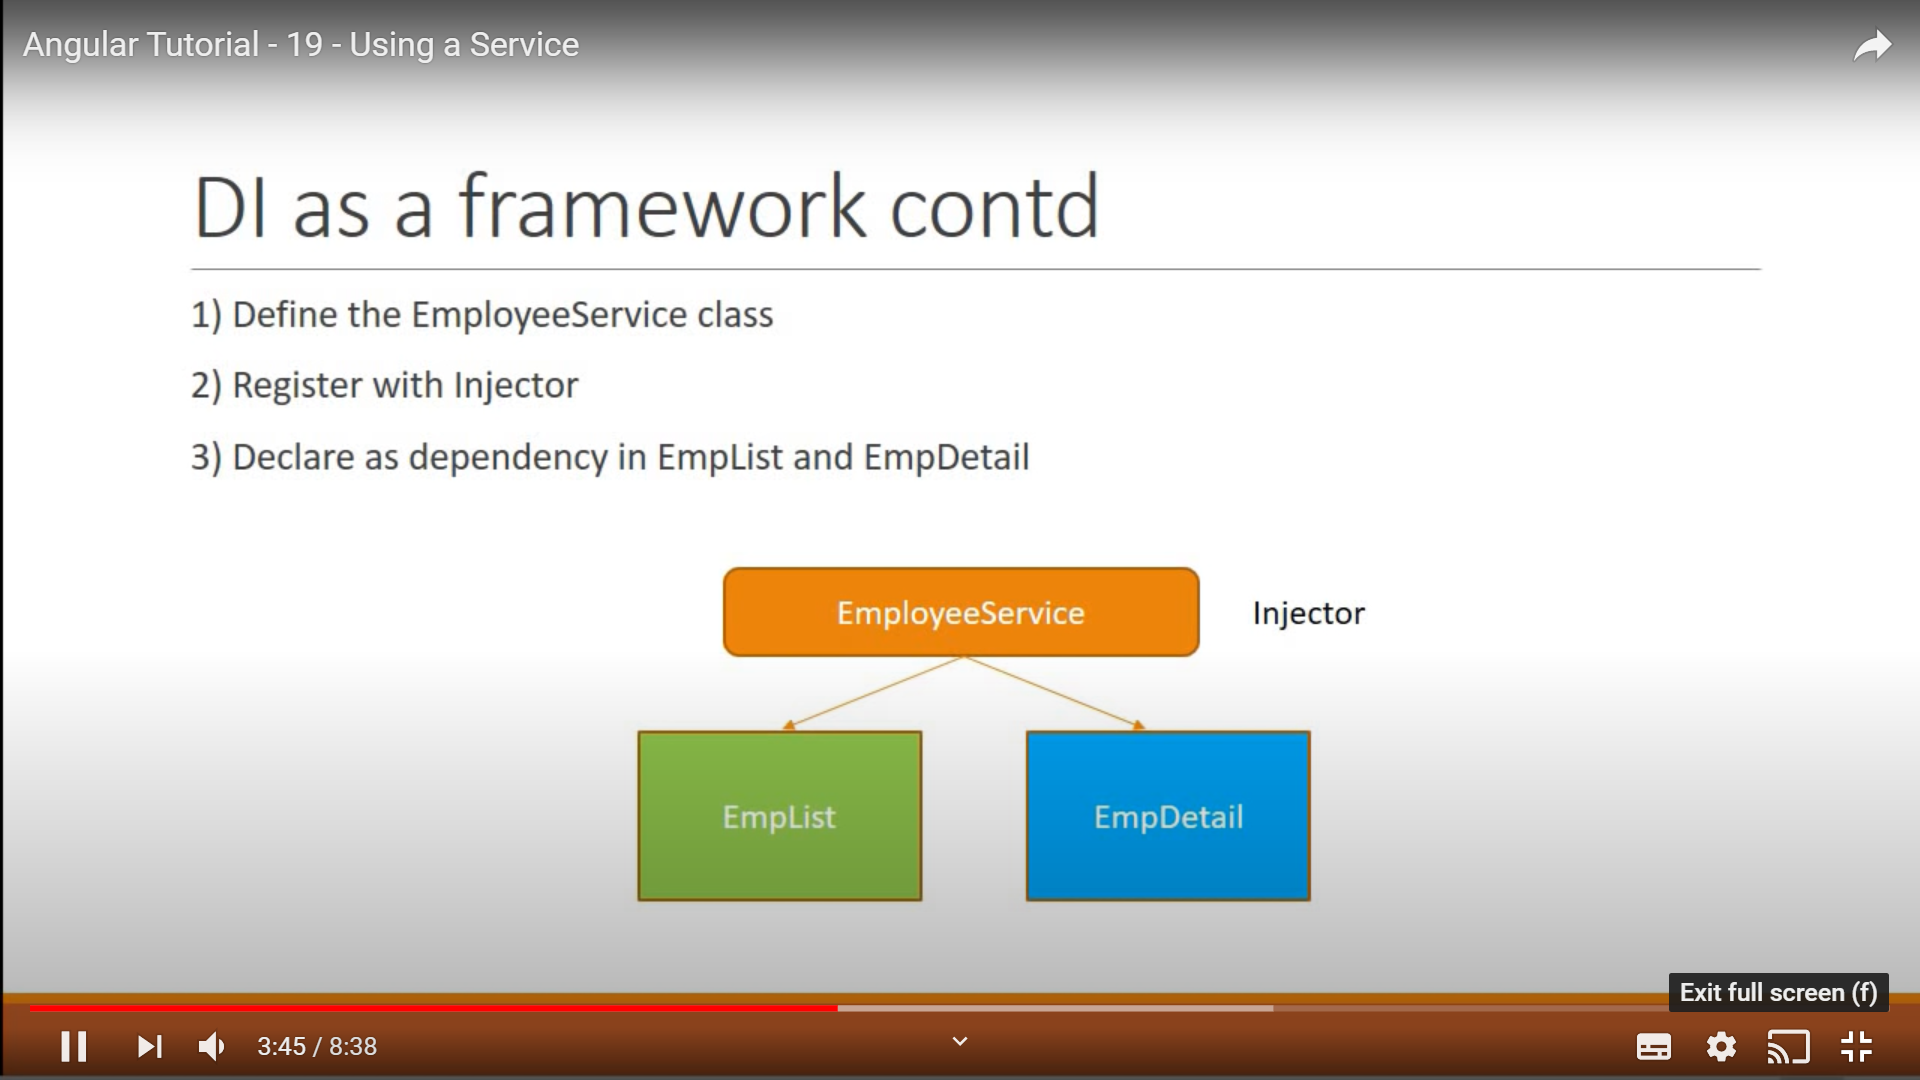 Angular Tutorial - 19 - Using a Service
DI as a framework contd
1) Define the EmployeeService class
2) Register with Injector
3) Declare as dependency in EmpList and EmpDetail
EmployeeService
Injector
EmpList
EmpDetail
Exit full screen (f)
3:45 / 8:38